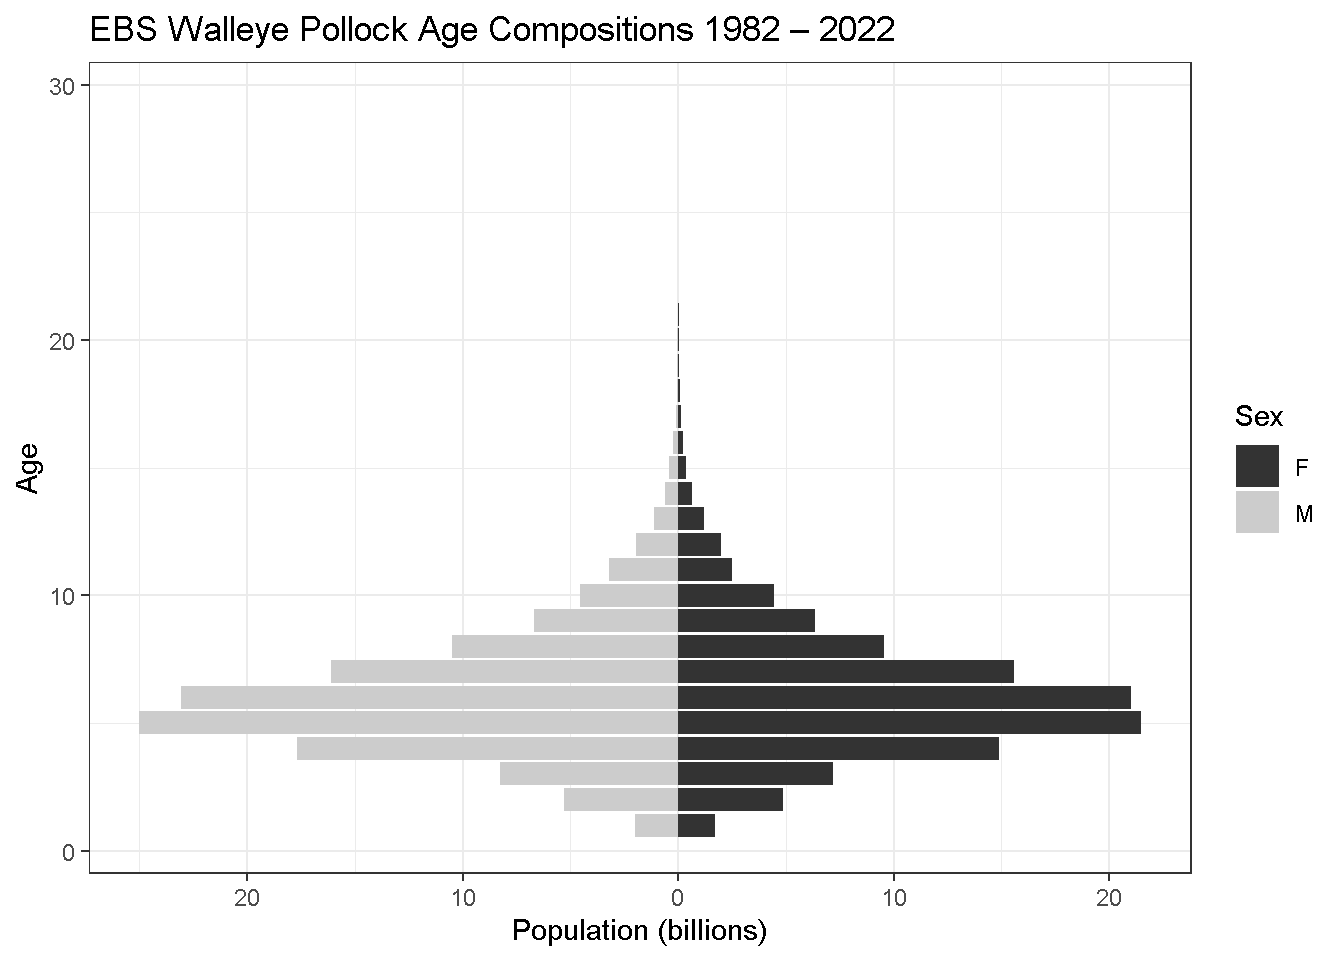 EBS Walleye Pollock Age Compositions 1982 – 2022
30
20
10
0
Age
20 10 0 10 20
Population (billions)
Sex
F
M